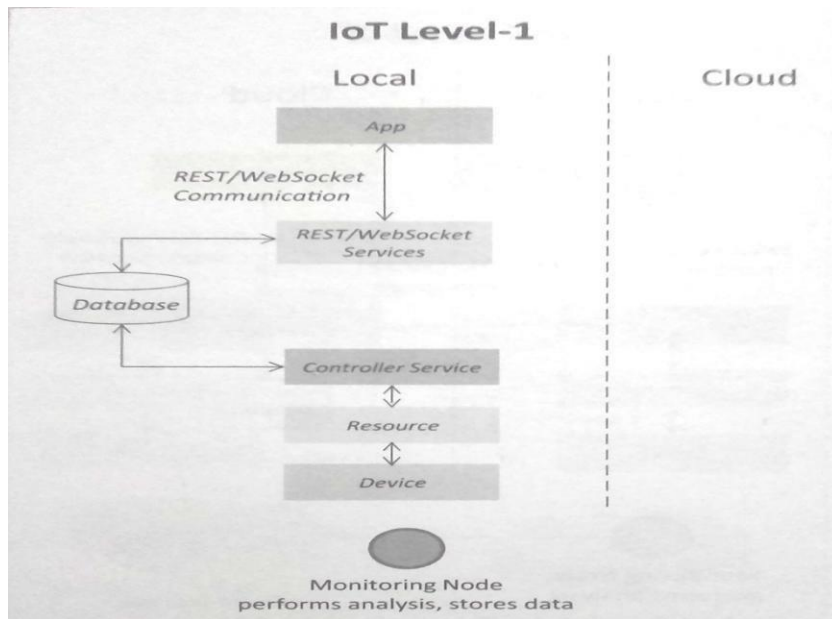 IoT Level-1
Local
Cloud
App
REST/WebSocket
Communication
REST/WebSocket
Services
Database
Controller Service
Resource
Device
Monitoring Node
performs analysis, stores data